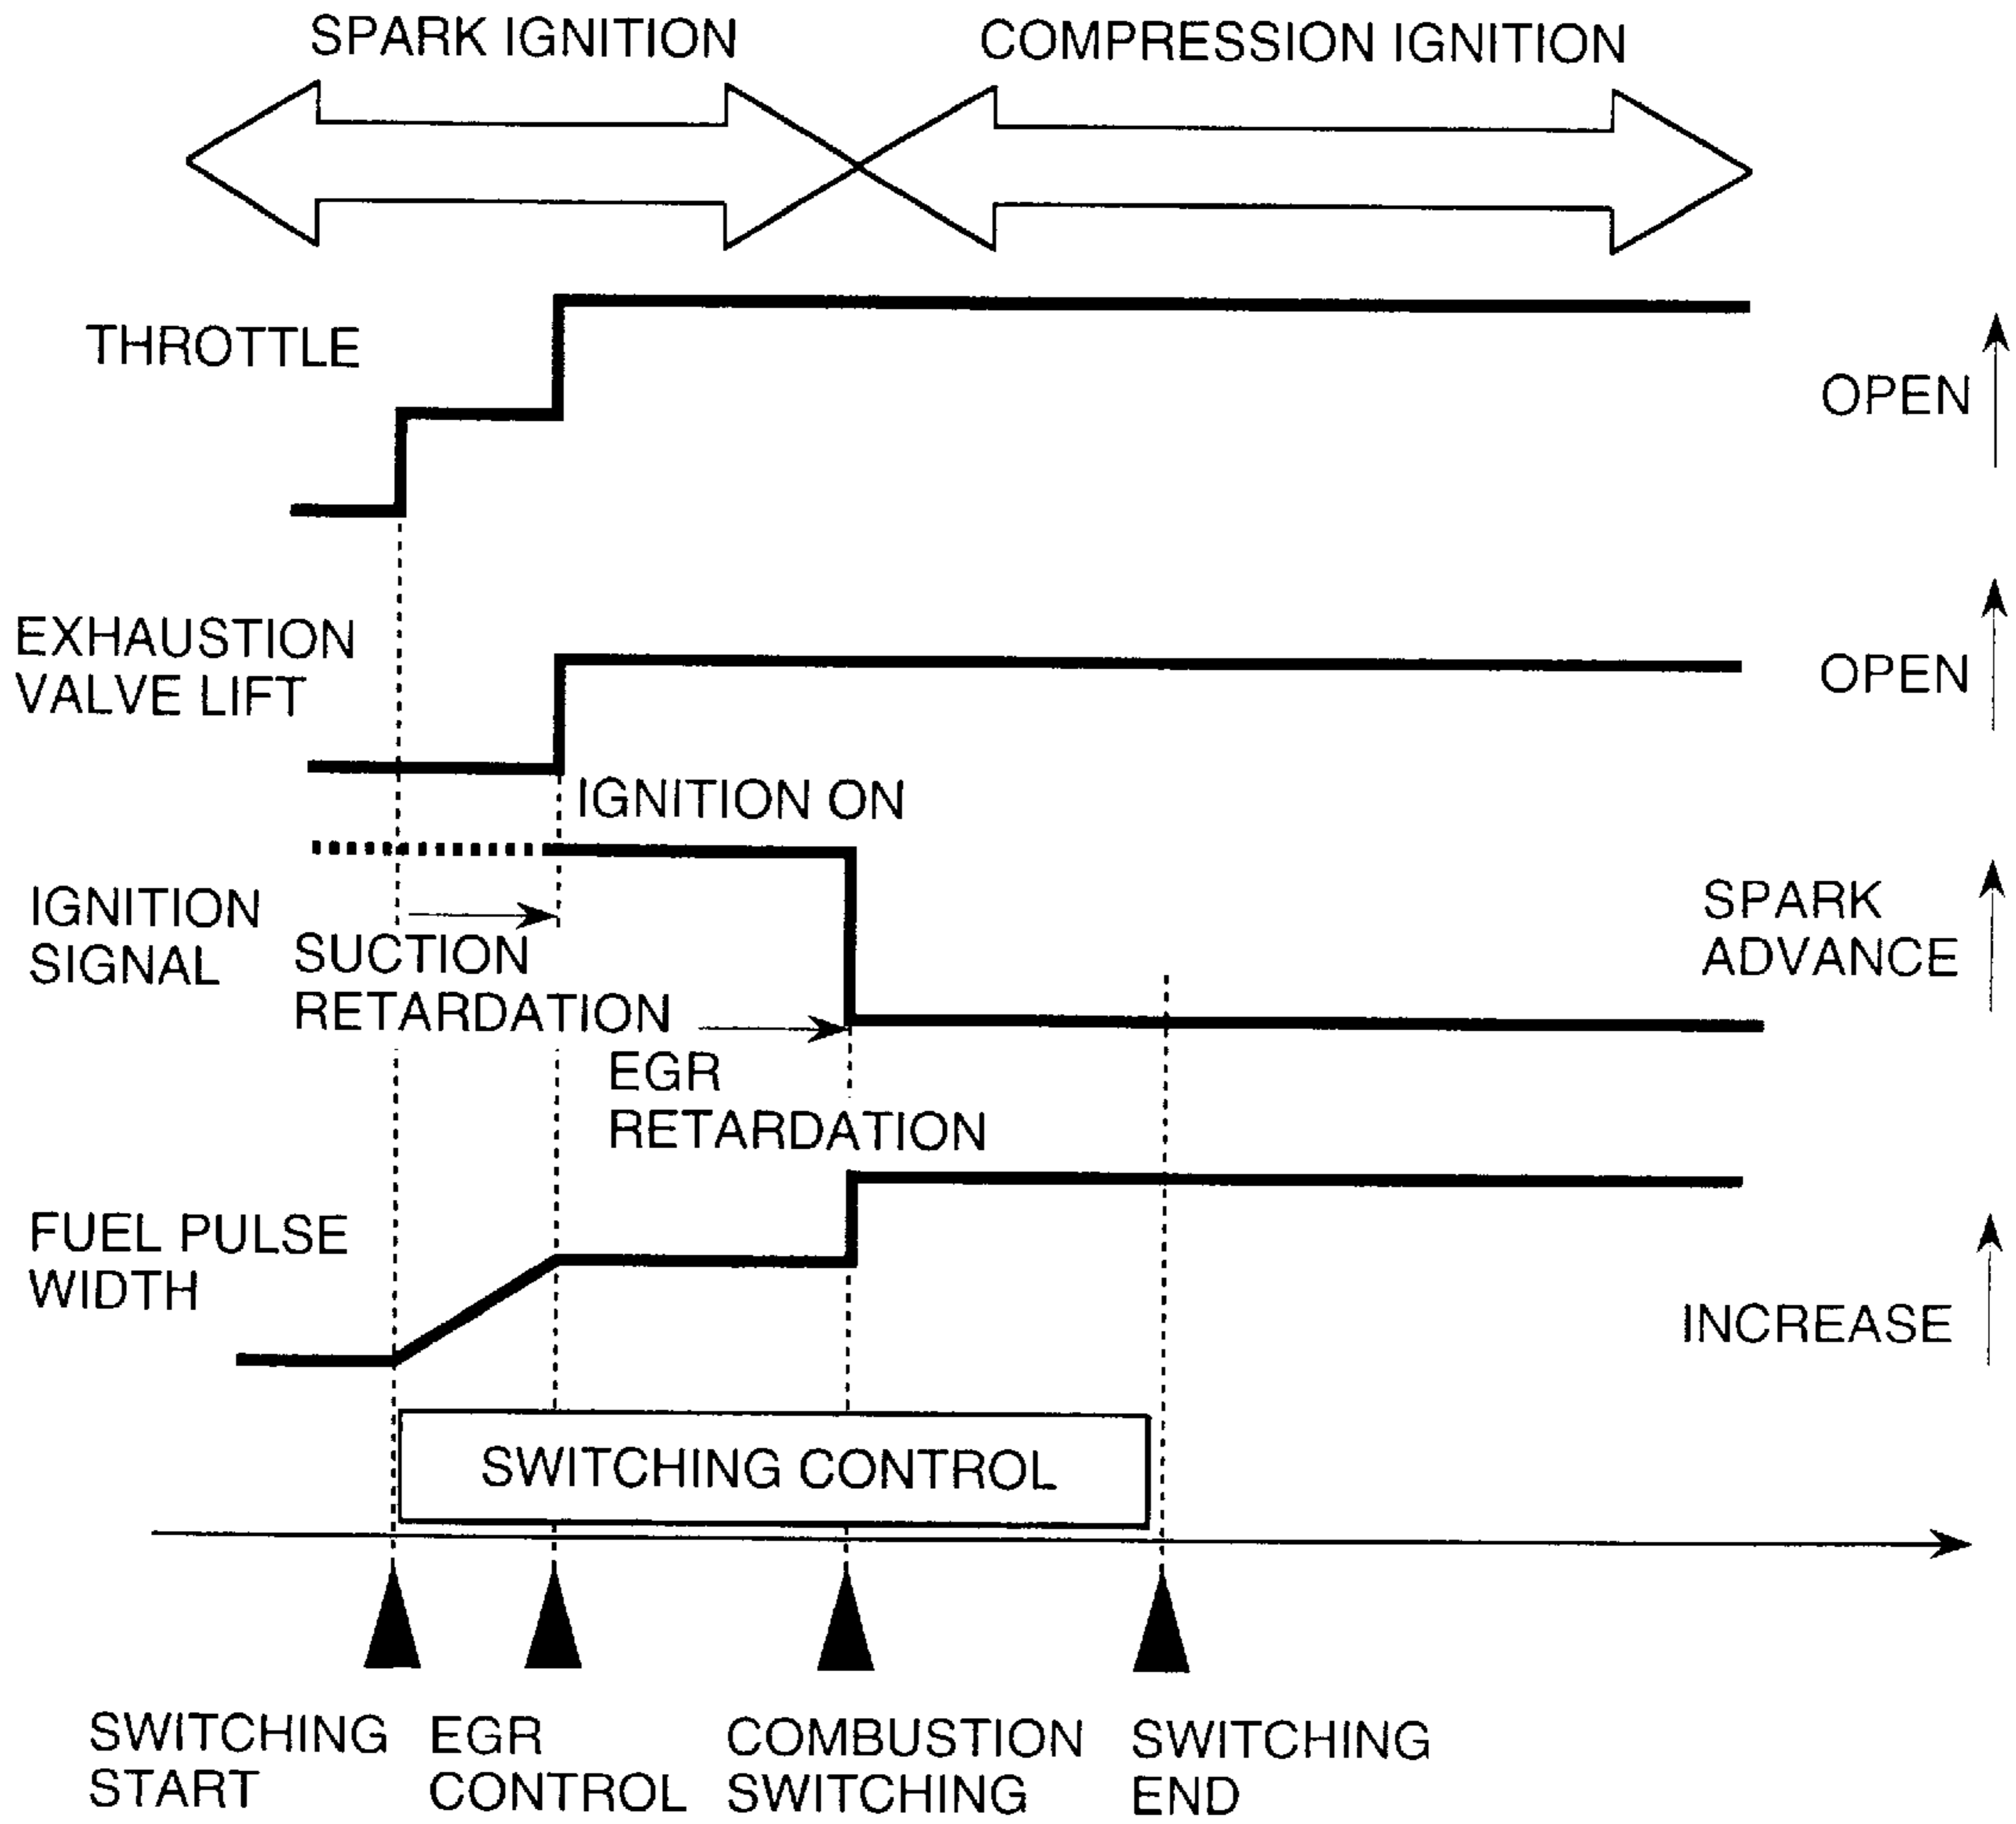 SPARK IGNITION
COMPRESSION IGNITION
THROTTLE
OPEN
EXHAUSTION
VALVE LIFT
OPEN
IGNITION ON
IGNITION
SIGNAL
SUCTION
RETARDATION
SPARK
ADVANCE
EGR
RETARDATION
FUEL PULSE
WIDTH
INCREASE
SWITCHING CONTROL
SWITCHING
START
EGR
CONTROL
COMBUSTION
SWITCHING
SWITCHING
END